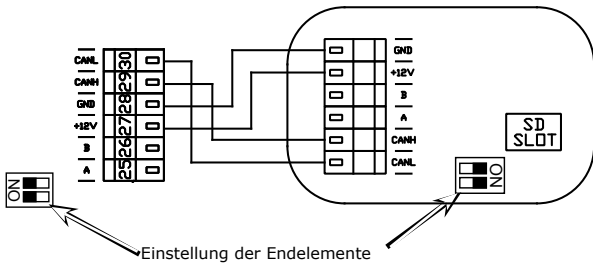 CANL 30
CANH 29
GND 28
+12V 27
B 26
A 25
GND
+12V
B
A
CANH
CANL
SD
SLOT
ON
ON
Einstellung der Endelemente